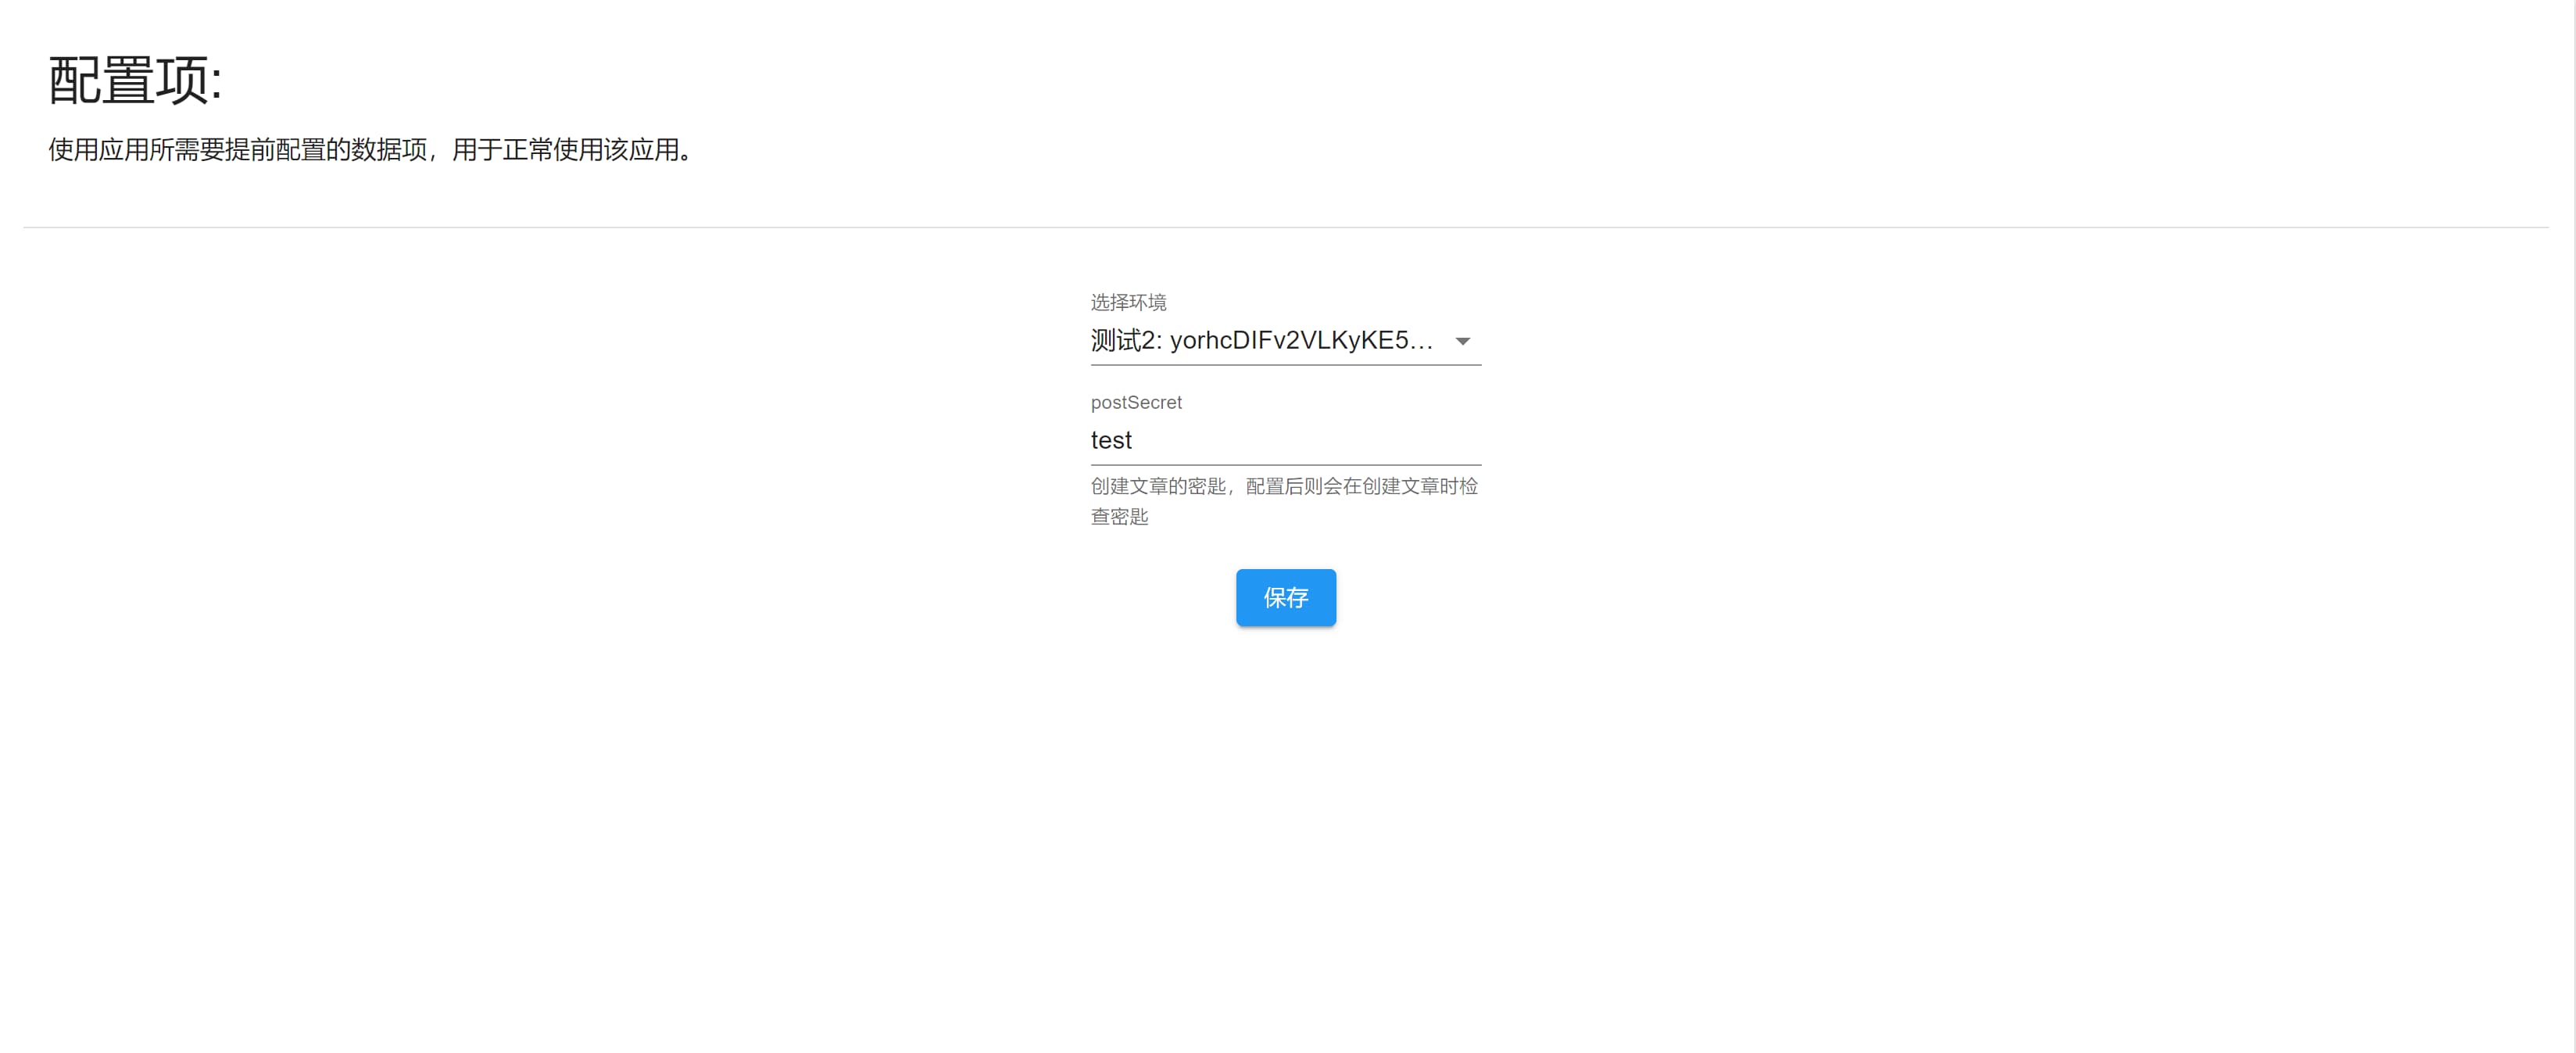 配置项:
使用应用所需要提前配置的数据项，用于正常使用该应用。
选择环境
测试2: yorhcDIFv2VLKyKE5...
postSecret
test
创建文章的密匙，配置后则会在创建文章时检
查密匙
保存